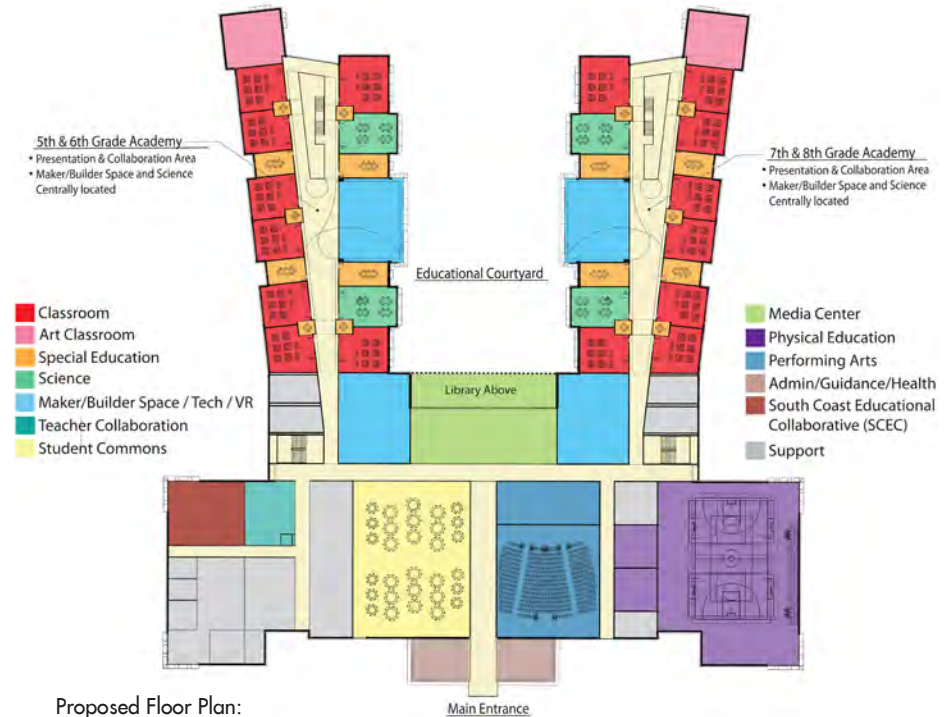 5th & 6th Grade Academy
• Presentation & Collaboration Area
• Maker/Builder Space and Science
Centrally located
7th & 8th Grade Academy
• Presentation & Collaboration Area
• Maker/Builder Space and Science
Centrally located
Educational Courtyard
Classroom
Art Classroom
Special Education
Science
Maker/Builder Space / Tech / VR
Teacher Collaboration
Student Commons
Library Above
Media Center
Physical Education
Performing Arts
Admin/Guidance/Health
South Coast Educational
Collaborative (SCEC)
Support
Proposed Floor Plan:
Main Entrance